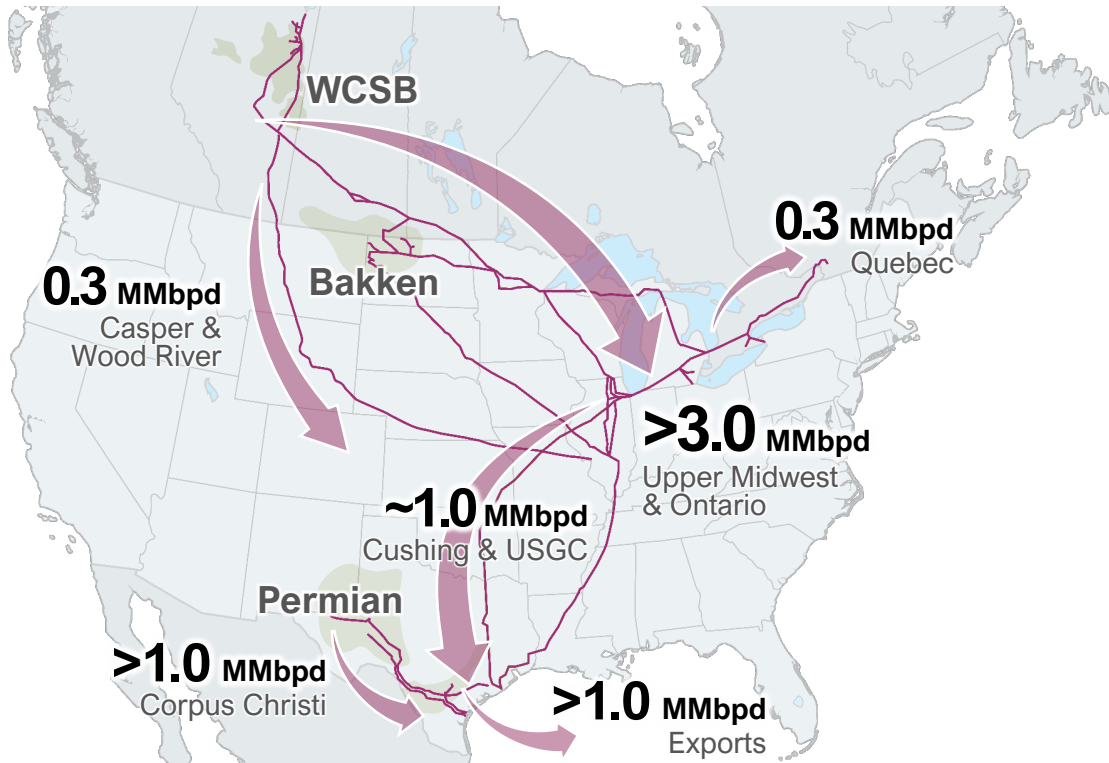 WCSB
0.3 MMbpd
Quebec
Bakken
0.3 MMbpd
Casper &
Wood River
>3.0 MMbpd
Upper Midwest
& Ontario
~1.0 MMbpd
Cushing & USGC
Permian
>1.0 MMbpd
Corpus Christi
>1.0 MMbpd
Exports